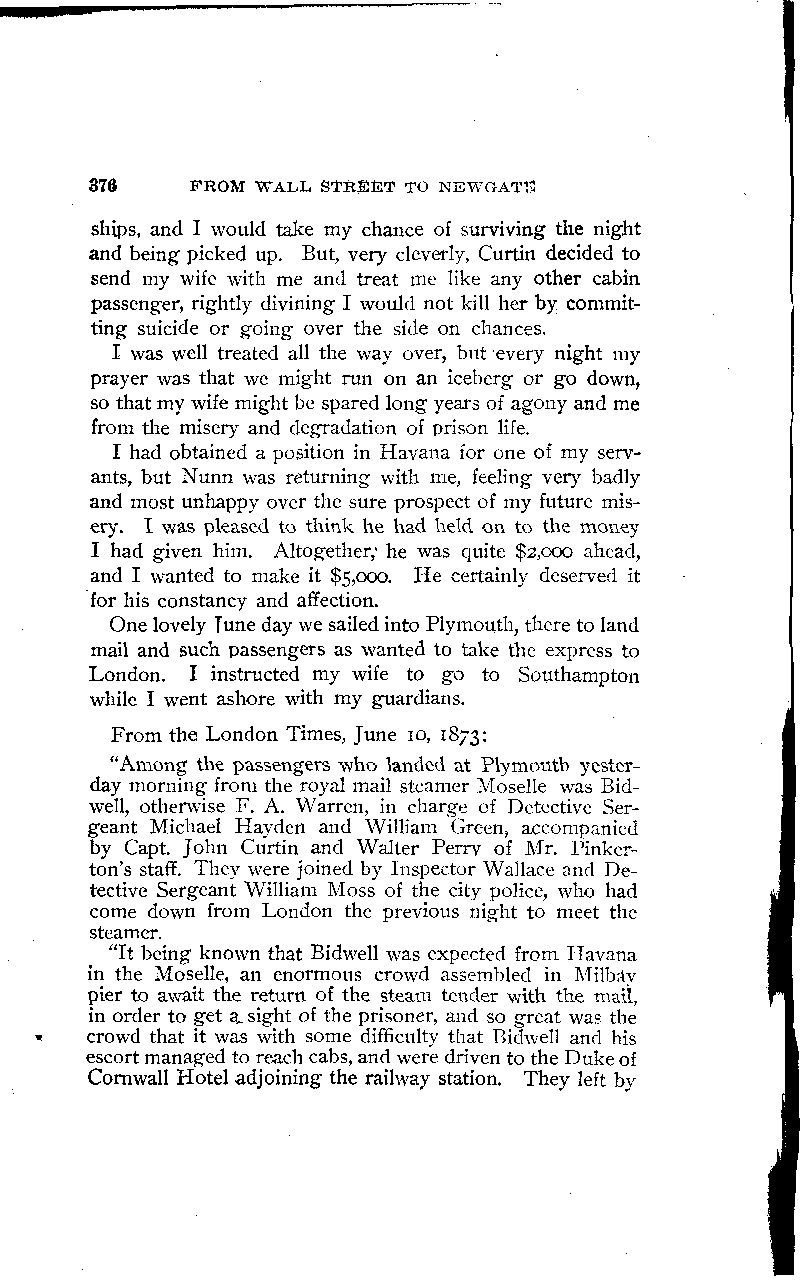 376 FROM WALL STREET TO NEWGATE
ships, and I would take my chance of surviving the night
and being picked up. But, very cleverly, Curtin decided to
send my wife with me and treat me like any other cabin
passenger, rightly divining I would not kill her by commit-
ting suicide or going over the side on chances.
I was well treated all the way over, but every night my
prayer was that we might run on an iceberg or go down,
so that my wife might be spared long years of agony and me
from the misery and degradation of prison life.
I had obtained a position in Havana for one of my serv-
ants, but Nunn was returning with me, feeling very badly
and most unhappy over the sure prospect of my future mis-
ery. I was pleased to think he had held on to the money
I had given him. Altogether, he was quite $2,000 ahead,
and I wanted to make it $5,000. He certainly deserved it
for his constancy and affection.
One lovely June day we sailed into Plymouth, there to land
mail and such passengers as wanted to take the express to
London. I instructed my wife to go to Southampton
while I went ashore with my guardians.
From the London Times, June 10, 1873:
"Among the passengers who landed at Plymouth yester-
day morning from the royal mail steamer Moselle was Bid-
well, otherwise F. A. Warren, in charge of Detective Ser-
geant Michael Hayden and William Green, accompanied
by Capt. John Curtin and Walter Perry of Mr. Pinker-
ton's staff. They were joined by Inspector Wallace and De-
tective Sergeant William Moss of the city police, who had
come down from London the previous night to meet the
steamer.
"It being known that Bidwell was expected from Havana
in the Moselle, an enormous crowd assembled in Milbay
pier to await the return of the steam tender with the mail,
in order to get a sight of the prisoner, and so great was the
crowd that it was with some difficulty that Bidwell and his
escort managed to reach cabs, and were driven to the Duke of
Cornwall Hotel adjoining the railway station. They left by